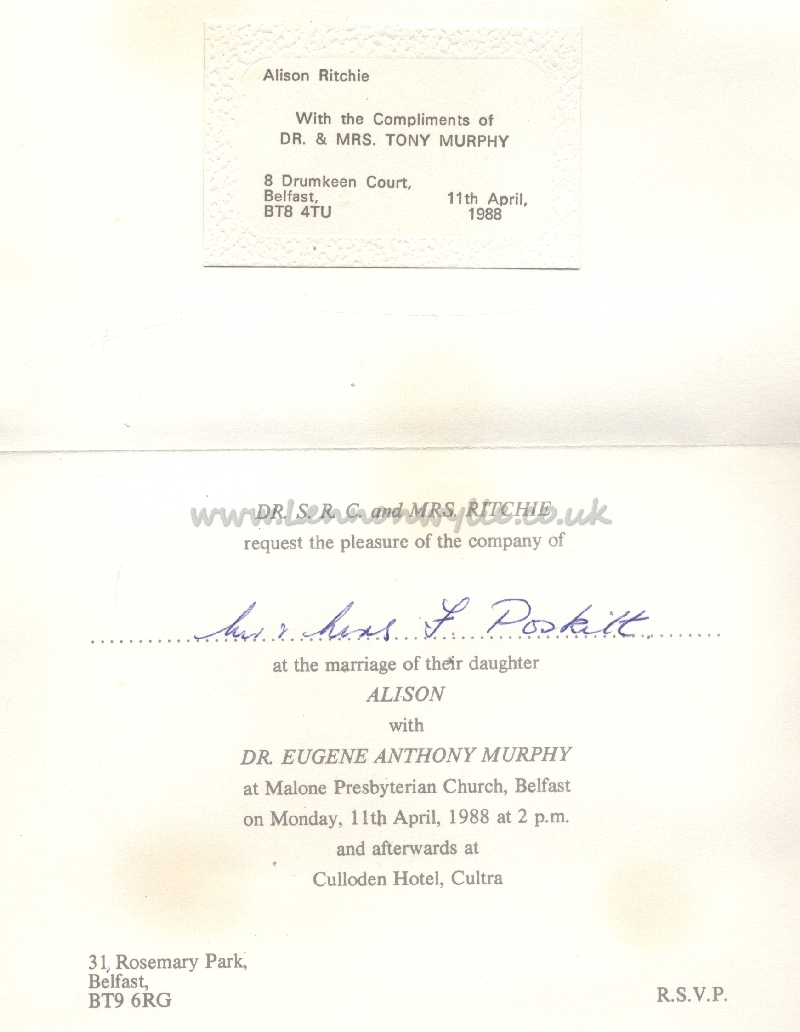 Alison Ritchie
With the Compliments of
DR. & MRS. TONY MURPHY
8 Drumkeen Court,
Belfast,
BT8 4TU
11th April,
1988
www.Lennonwylie.co.uk
DR. S. R. C. and MRS. RITCHIE
request the pleasure of the company of
Mr & Mrs F. Poskitt.
at the marriage of their daughter
ALISON
with
DR. EUGENE ANTHONY MURPHY
at Malone Presbyterian Church, Belfast
on Monday, 11th April, 1988 at 2 p.m.
and afterwards at
Culloden Hotel, Cultra
31, Rosemary Park,
Belfast,
BT9 6RG
R.S.V.P.